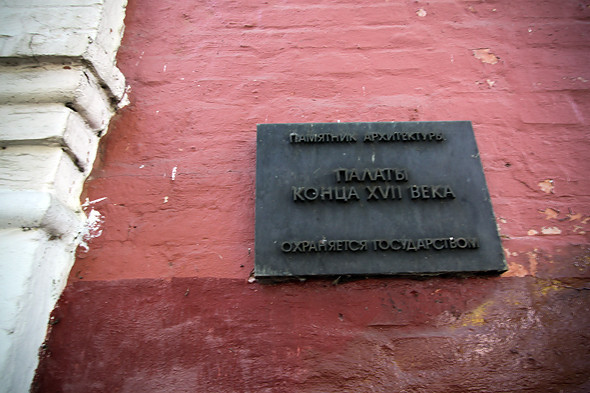 ПАМЯТНИК АРХИТЕКТУРЫ
ПАЛАТЫ
КОНЦА XVII ВЕКА
ОХРАНЯЕТСЯ ГОСУДАРСТВОМ